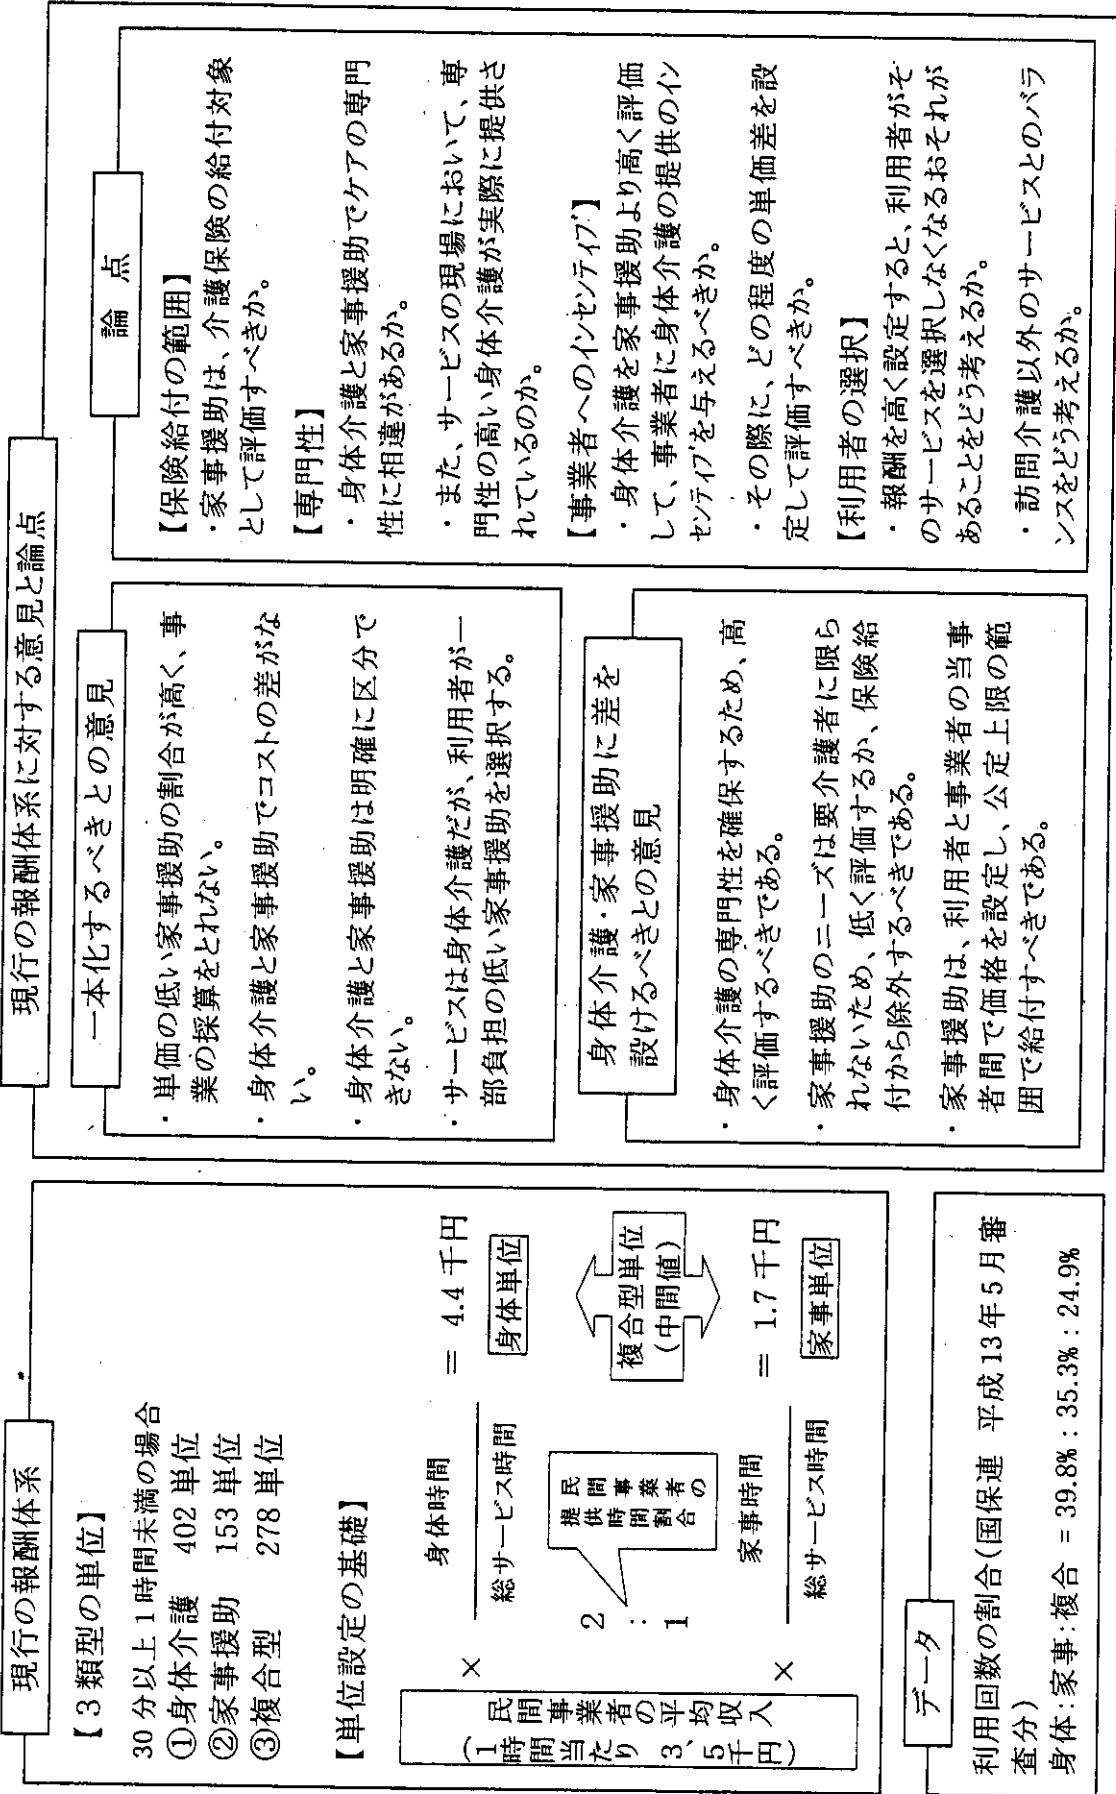 現行の報酬体系
【3類型の単位】
30分以上1時間未満の場合
①身体介護　402単位
②家事援助　153単位
③複合型　278単位
【単位設定の基礎】
民間事業者の平均収入
（1時間当たり　3、5千円）
×
身体時間
総サービス時間
＝ 4.4千円
身体単位
2
:
1
民間事業者の
提供時間割合
複合型単位
（中間値）
×
家事時間
総サービス時間
＝ 1.7千円
家事単位
データ
利用回数の割合(国保連　平成13年5月審
査分)
身体:家事:複合 = 39.8% : 35.3% : 24.9%
現行の報酬体系に対する意見と論点
一本化するべきとの意見
・単価の低い家事援助の割合が高く、事
業の採算をとれない。
・身体介護と家事援助でコストの差がな
い。
・身体介護と家事援助は明確に区分で
きない。
・サービスは身体介護だが、利用者が一
部負担の低い家事援助を選択する。
身体介護・家事援助に差を
設けるべきとの意見
・身体介護の専門性を確保するため、高
く評価するべきである。
・家事援助のニーズは要介護者に限ら
れないため、低く評価するか、保険給
付から除外するべきである。
・家事援助は、利用者と事業者の当事
者間で価格を設定し、公定上限の範
囲で給付すべきである。
論　点
【保険給付の範囲】
・家事援助は、介護保険の給付対象
として評価すべきか。
【専門性】
・身体介護と家事援助でケアの専門
性に相違があるか。
・また、サービスの現場において、専
門性の高い身体介護が実際に提供さ
れているのか。
【事業者へのインセンティブ】
・身体介護を家事援助より高く評価
して、事業者に身体介護の提供のイン
センティブを与えるべきか。
・その際に、どの程度の単価差を設
定して評価すべきか。
【利用者の選択】
・報酬を高く設定すると、利用者がそ
のサービスを選択しなくなるおそれが
あることをどう考えるか。
・訪問介護以外のサービスとのバラ
ンスをどう考えるか。